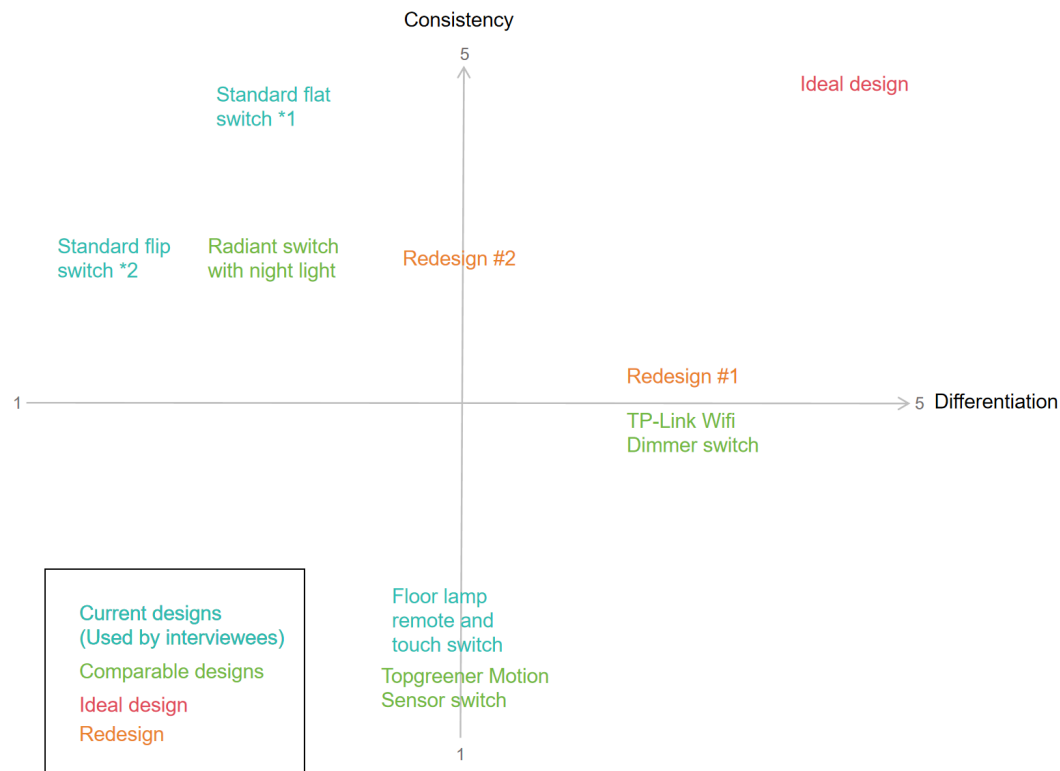 Consistency
5
Ideal design
Standard flat
switch *1
Standard flip
switch *2
Radiant switch
with night light
Redesign #2
Redesign #1
1
5
Differentiation
TP-Link Wifi
Dimmer switch
Floor lamp
remote and
touch switch
Topgreener Motion
Sensor switch
1
Current designs
(Used by interviewees)
Comparable designs
Ideal design
Redesign